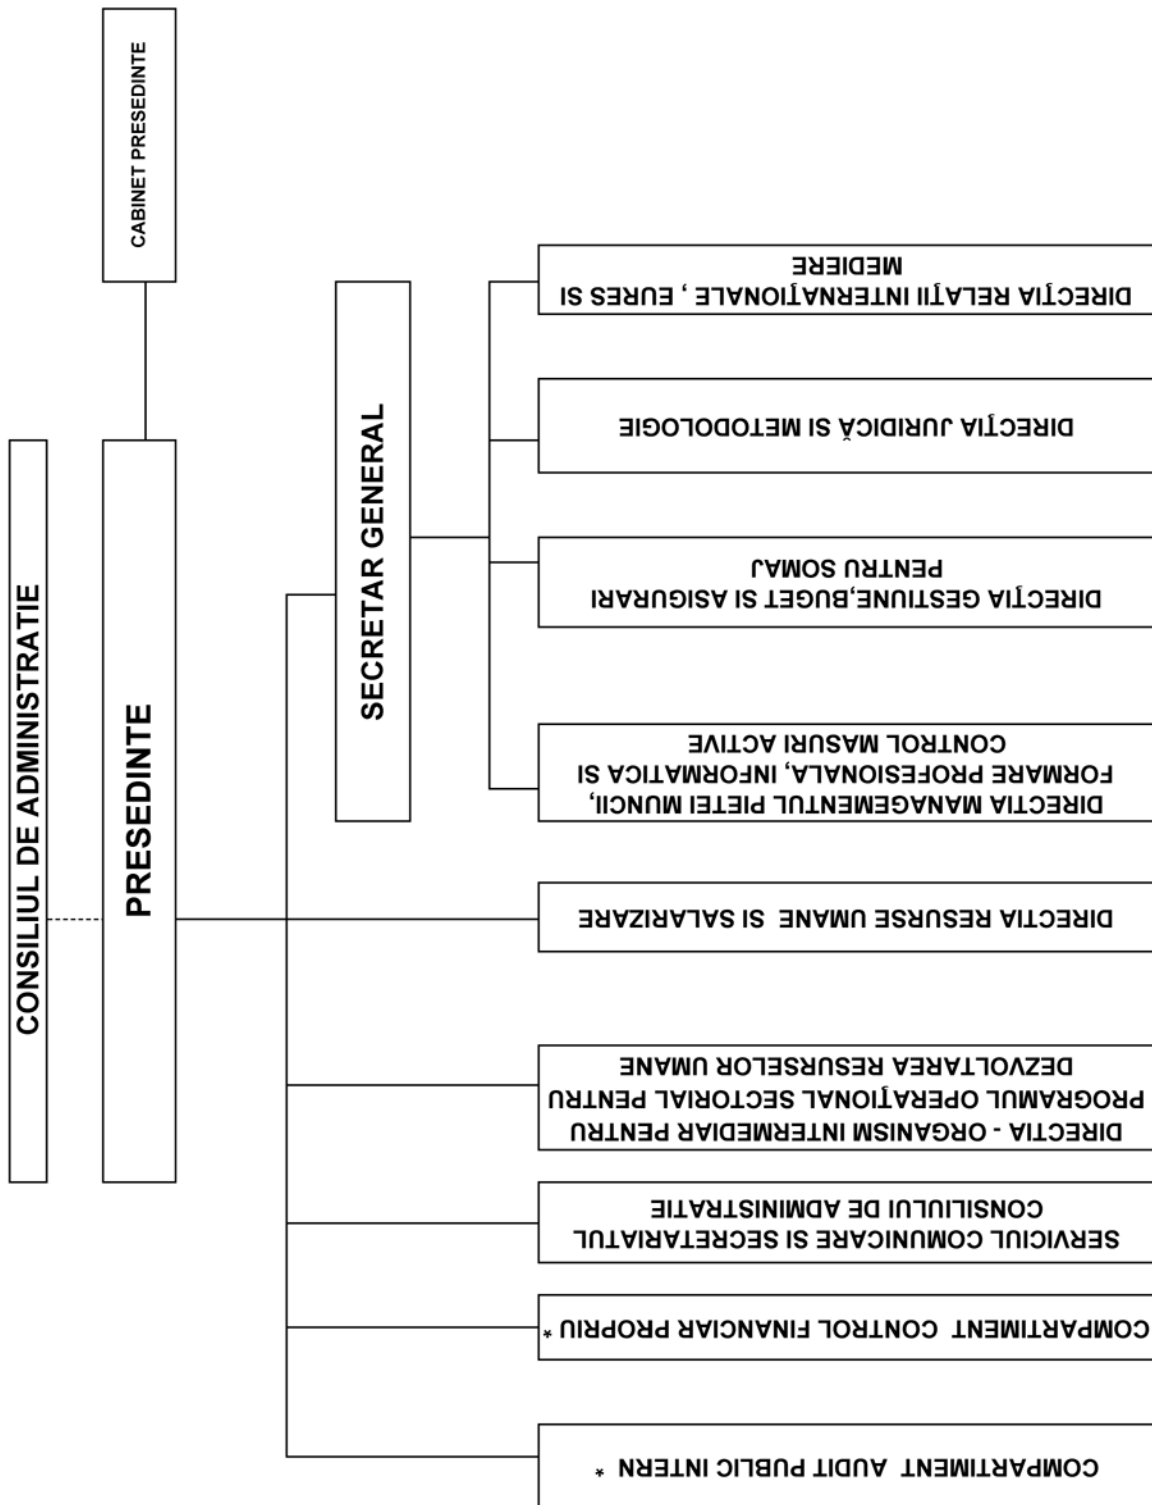 CONSILIUL DE ADMINISTRATIE
PRESEDINTE
CABINET PRESEDINTE
SECRETAR GENERAL
COMPARTIMENT AUDIT PUBLIC INTERN *
COMPARTIMENT CONTROL FINANCIAR PROPRIU *
SERVICIUL COMUNICARE SI SECRETARIATUL
CONSILIULUI DE ADMINISTRATIE
DIRECTIA - ORGANISM INTERMEDIAR PENTRU
PROGRAMUL OPERAŢIONAL SECTORIAL PENTRU
DEZVOLTAREA RESURSELOR UMANE
DIRECTIA RESURSE UMANE SI SALARIZARE
DIRECTIA MANAGEMENTUL PIETEI MUNCII,
FORMARE PROFESIONALA, INFORMATICA SI
CONTROL MASURI ACTIVE
DIRECŢIA GESTIUNE,BUGET SI ASIGURARI
PENTRU SOMAJ
DIRECŢIA JURIDICĂ SI METODOLOGIE
DIRECŢIA RELAŢII INTERNAŢIONALE , EURES SI
MEDIERE